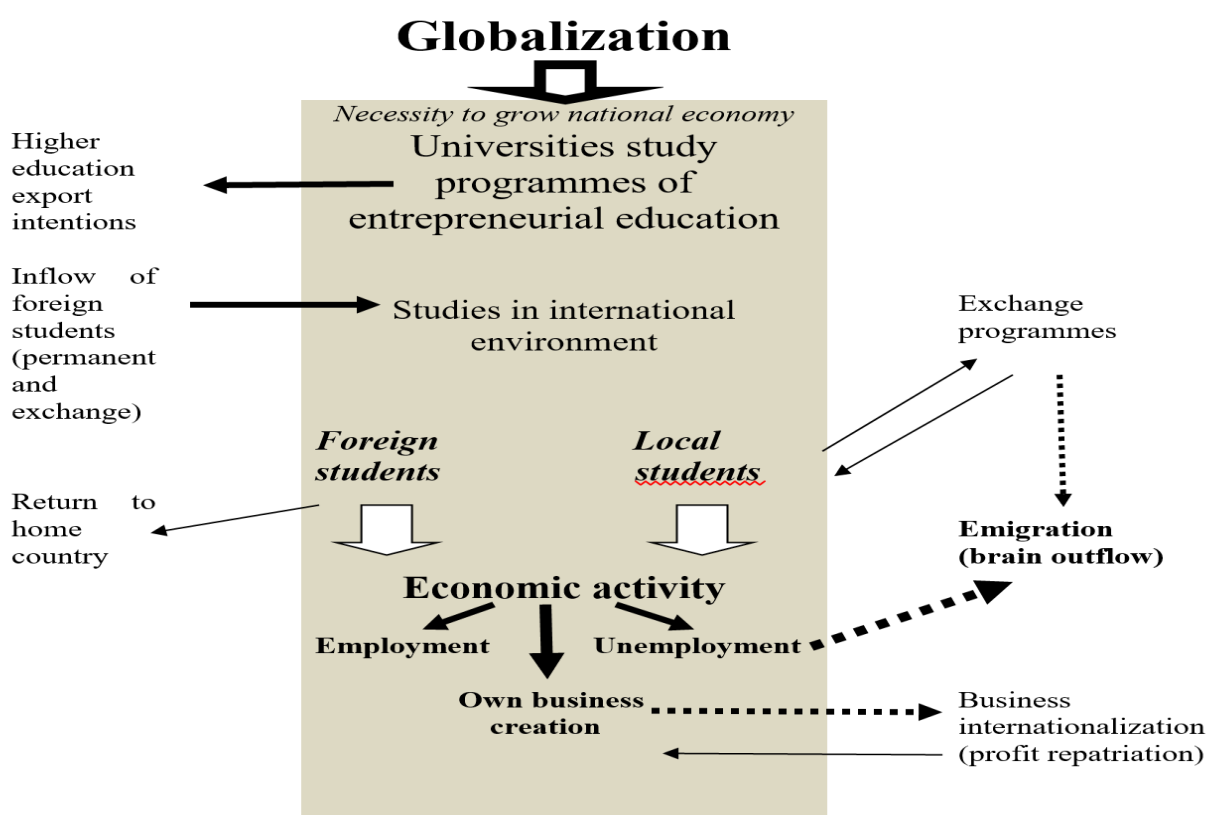 Globalization
Necessity to grow national economy
Universities study
programmes of
entrepreneurial education
Higher
education
export
intentions
Inflow of
foreign
students
(permanent
and
exchange)
Studies in international
environment
Exchange
programmes
Foreign
students
Local
students
Return to
home
country
Emigration
(brain outflow)
Economic activity
Employment
Unemployment
Own business
creation
Business
internationalization
(profit repatriation)